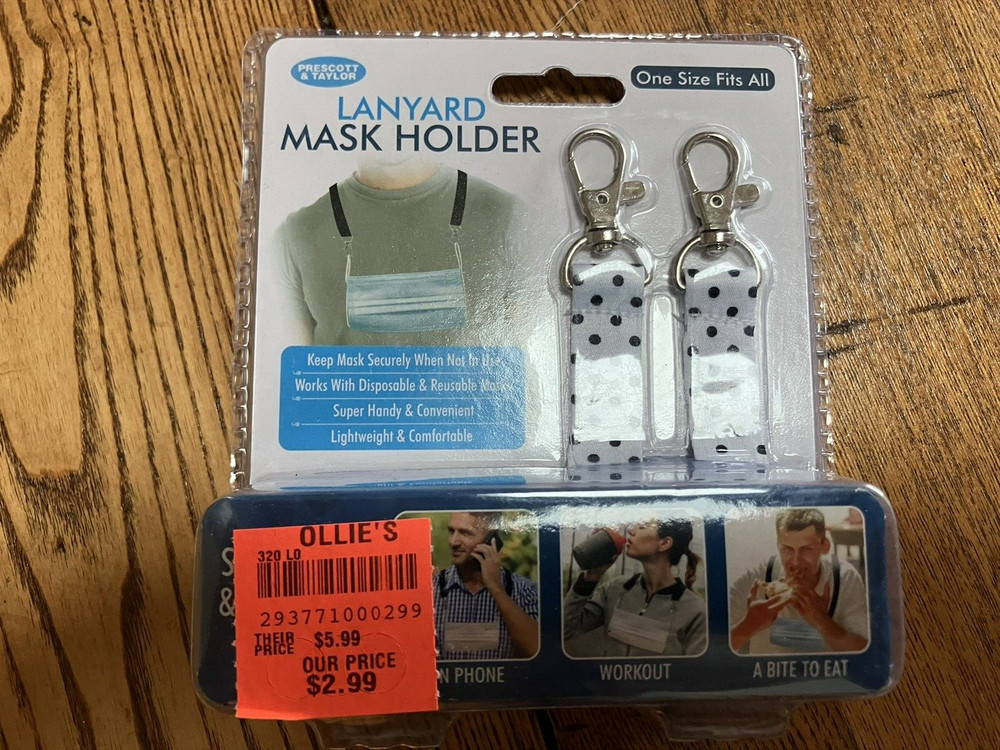 PRESCOTT
& TAYLOR
One Size Fits All
LANYARD
MASK HOLDER
Keep Mask Securely When Not In Use
Works With Disposable & Reusable Masks
Super Handy & Convenient
Lightweight & Comfortable
S
&
OLLIE'S
320 LO
293771000299
THEIR
PRICE
$5.99
OUR PRICE
$2.99
N PHONE
WORKOUT
A BITE TO EAT